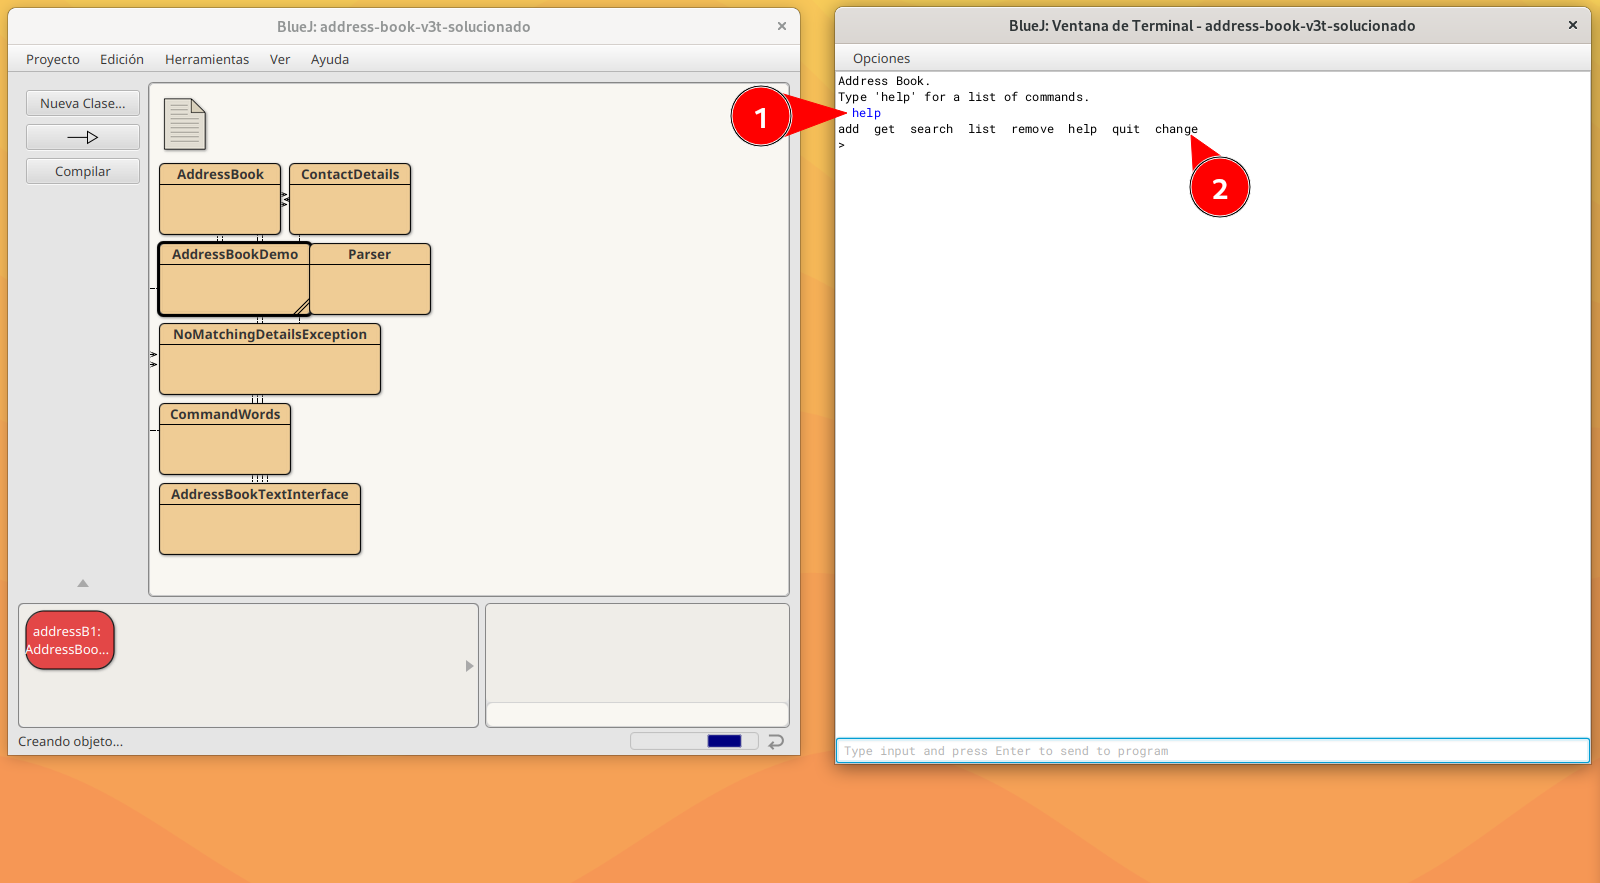 BlueJ: address-book-v3t-solucionado
Proyecto Edición Herramientas Ver Ayuda
Nueva Clase...
Compilar
AddressBook
ContactDetails
AddressBookDemo
Parser
NoMatchingDetailsException
CommandWords
AddressBookTextInterface
addressB1:
AddressBoo...
Creando objeto...
BlueJ: Ventana de Terminal - address-book-v3t-solucionado
Opciones
Address Book.
Type 'help' for a list of commands.
help
add get search list remove help quit change
>
1
2
Type input and press Enter to send to program